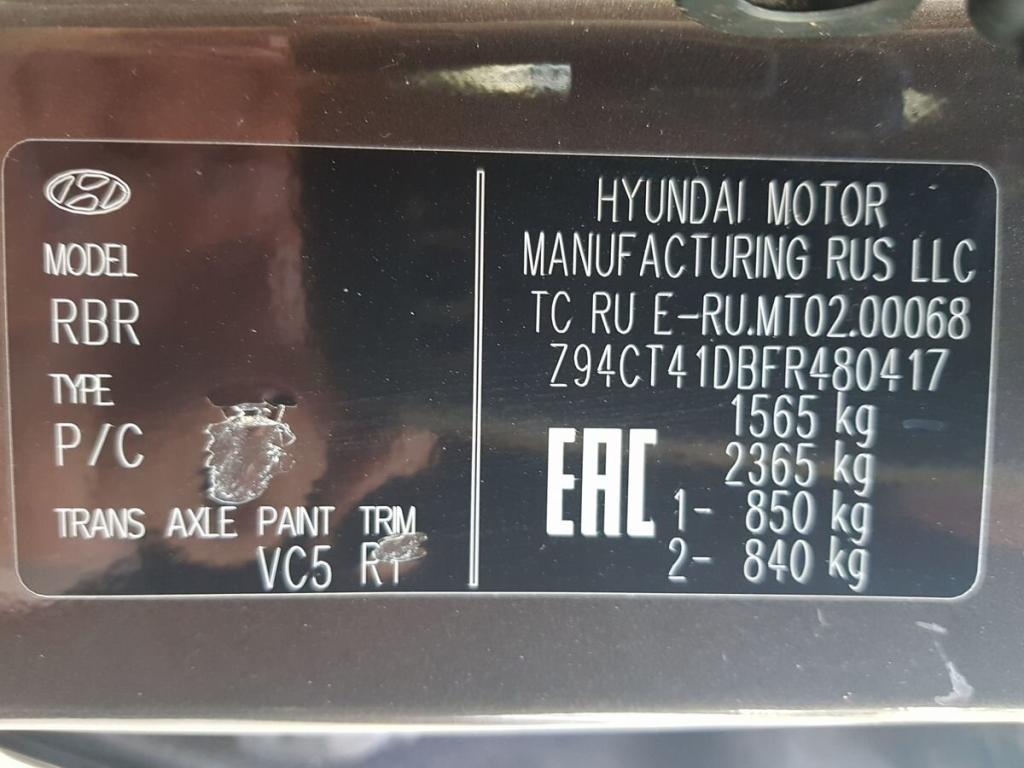 MODEL
RBR
TYPE
P/C
TRANS AXLE PAINT TRIM
VC5
HYUNDAI MOTOR
MANUFACTURING RUS LLC
TC RU E-RU.MT02.00068
Z94CT41DBFR480417
1565 kg
2365 kg
EAC
1- 850 kg
2- 840 kg